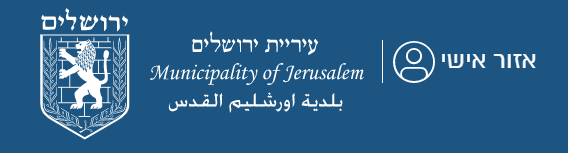 ירושלים
עיריית ירושלים
Municipality of Jerusalem
بلدية اورشليم القدس
אזור אישי